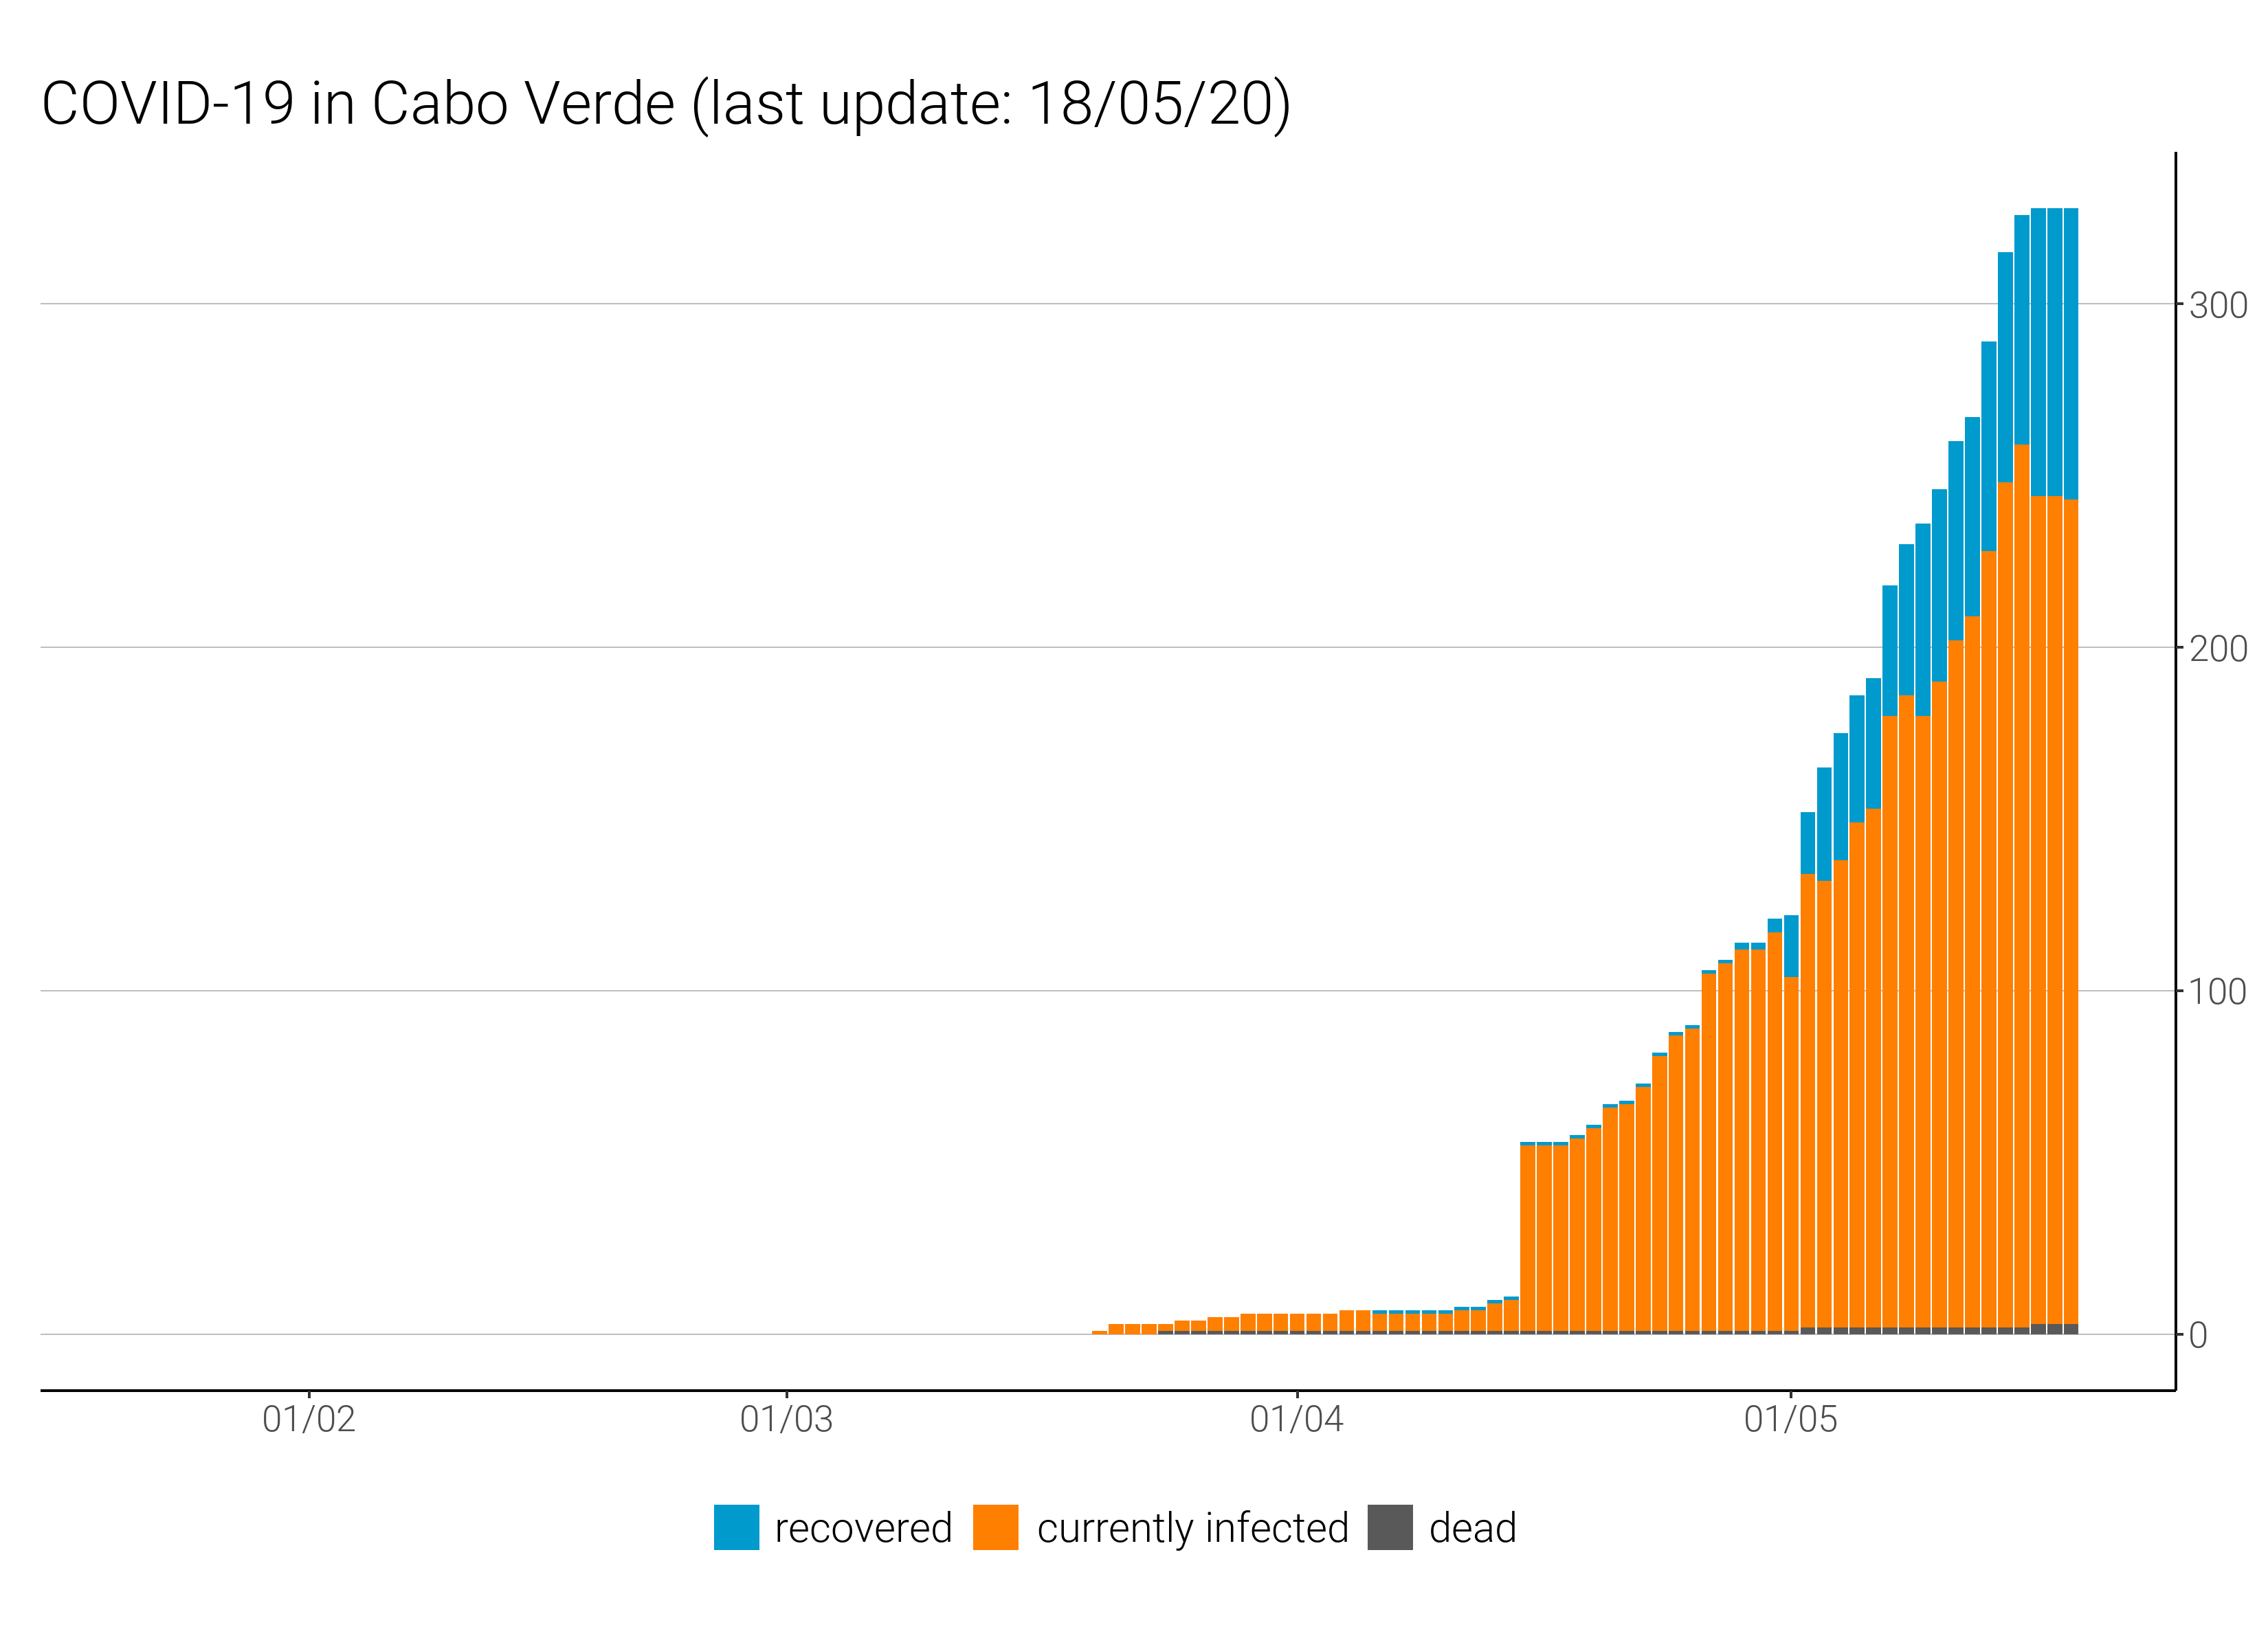 COVID-19 in Cabo Verde (last update: 18/05/20)
300
200
100
0
01/02 01/03 01/04 01/05
recovered currently infected dead